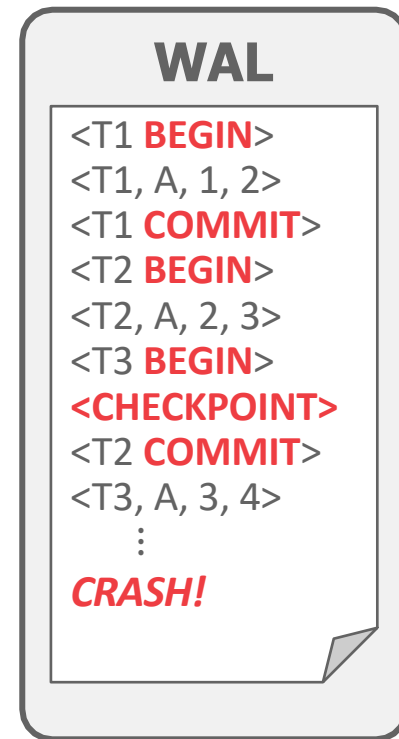 WAL
<T1 BEGIN>
<T1, A, 1, 2>
<T1 COMMIT>
<T2 BEGIN>
<T2, A, 2, 3>
<T3 BEGIN>
<CHECKPOINT>
<T2 COMMIT>
<T3, A, 3, 4>
⋮
CRASH!